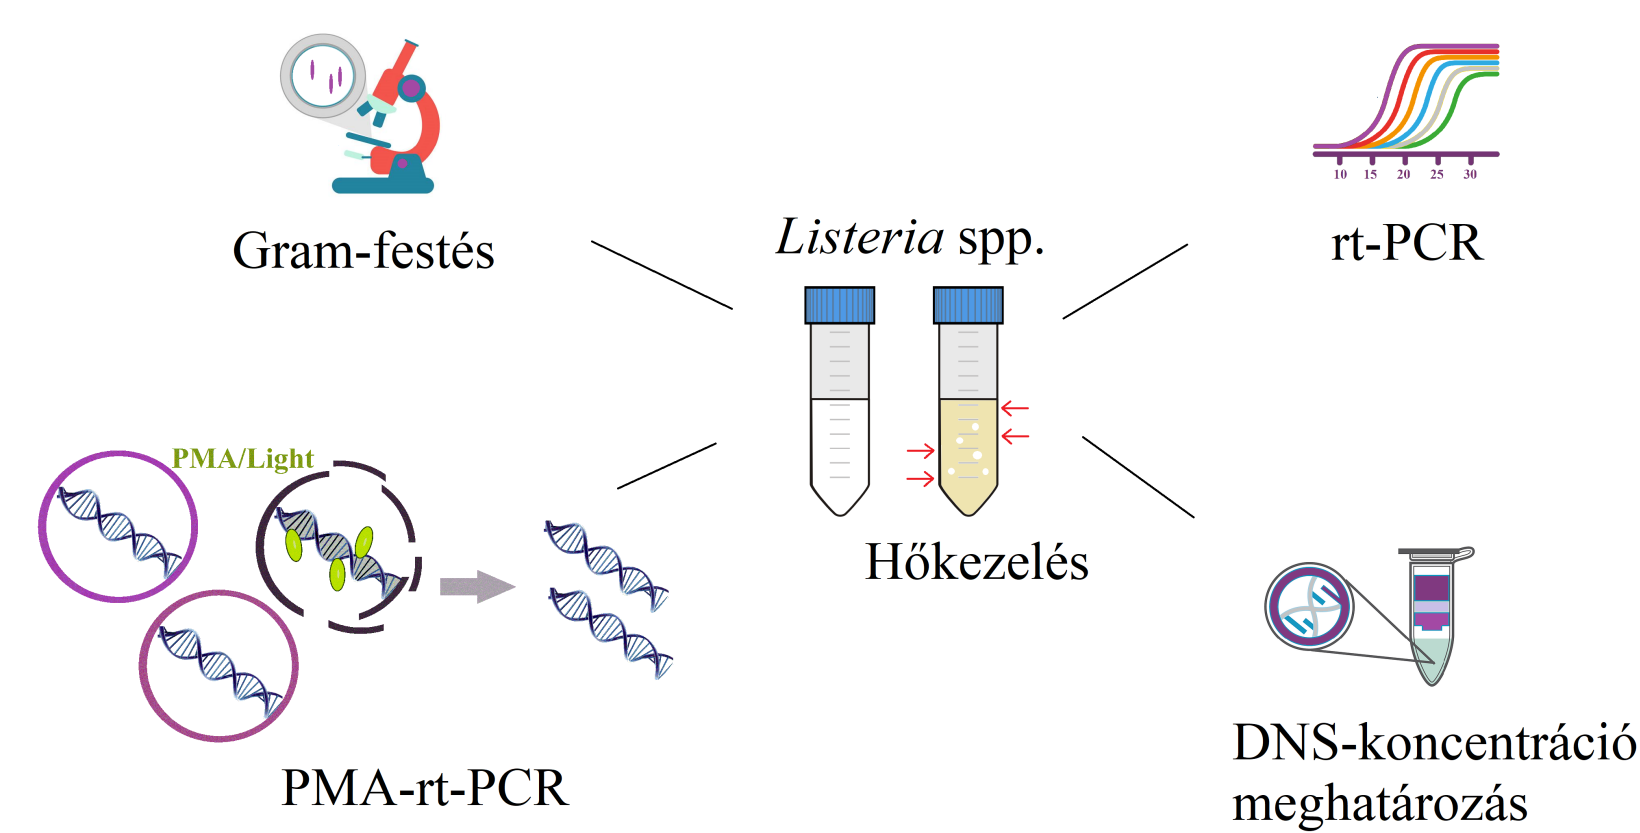 Gram-festés
Listeria spp.
10 15 20 25 30
rt-PCR
PMA/Light
Hőkezelés
PMA-rt-PCR
DNS-koncentráció
meghatározás